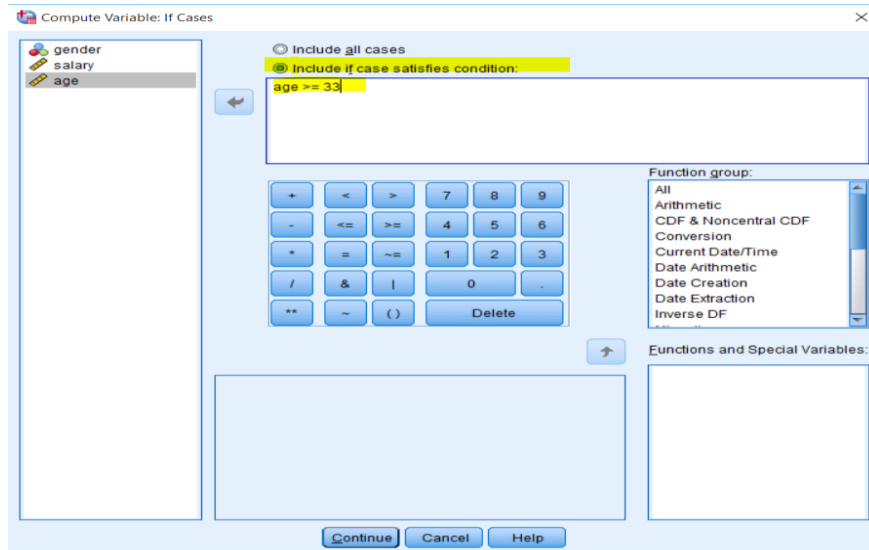 Compute Variable: If Cases
gender
salary
age
Include all cases
Include if case satisfies condition:
age >= 33
+ < > 7 8 9
- <= >= 4 5 6
* = ~= 1 2 3
/ & | 0 .
** ~ () Delete
Function group:
All
Arithmetic
CDF & Noncentral CDF
Conversion
Current Date/Time
Date Arithmetic
Date Creation
Date Extraction
Inverse DF
Functions and Special Variables:
Continue Cancel Help